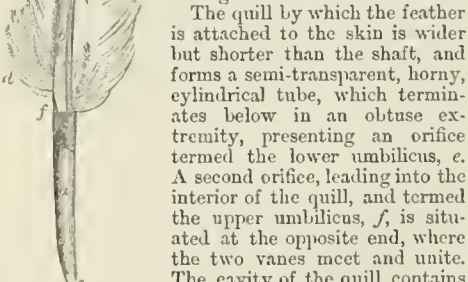 The quill by which the feather
is attached to the skin is wider
but shorter than the shaft, and
forms a semi-transparent, horny,
cylindrical tube, which termin-
ates below in an obtuse ex-
tremity, presenting an orifice
termed the lower umbilicus, e.
A second orifice, leading into the
interior of the quill, and termed
the upper umbilicus, f, is situ-
ated at the opposite end, where
the two vanes meet and unite.
The cavity of the quill contains
d
f
a